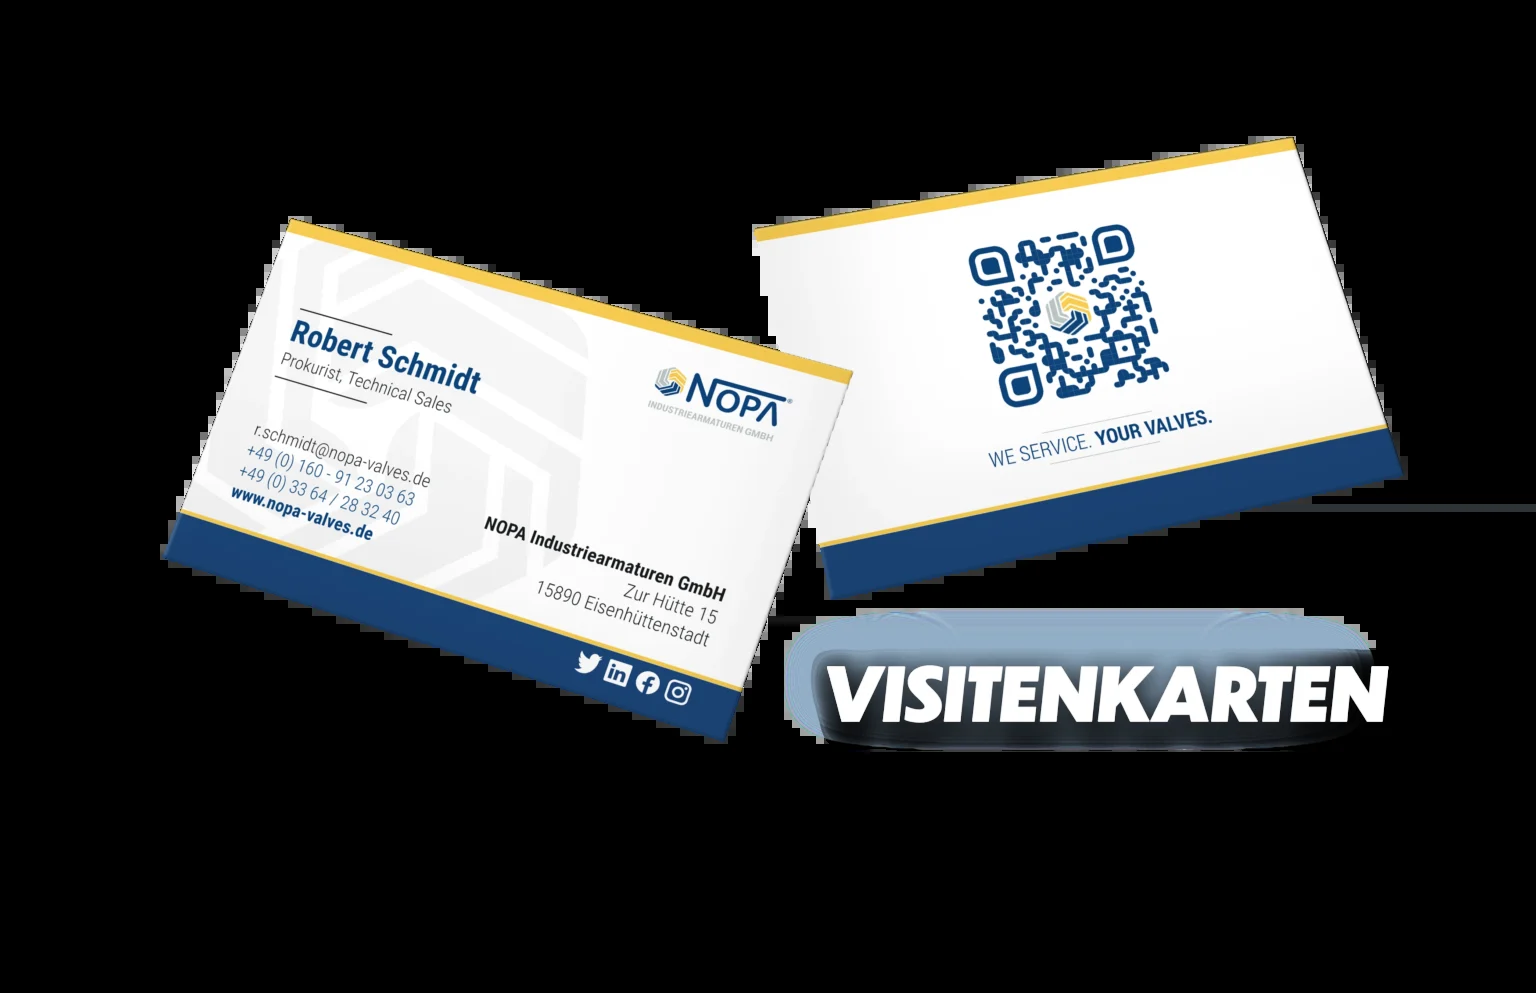 Robert Schmidt
Prokurist, Technical Sales
r.schmidt@nopa-valves.de
+49 (0) 160 - 91 23 03 63
+49 (0) 33 64 / 28 32 40
www.nopa-valves.de
NOPA®
INDUSTRIEARMATUREN GMBH
NOPA Industriearmaturen GmbH
Zur Hütte 15
15890 Eisenhüttenstadt
in
WE SERVICE. YOUR VALVES.
VISITENKARTEN